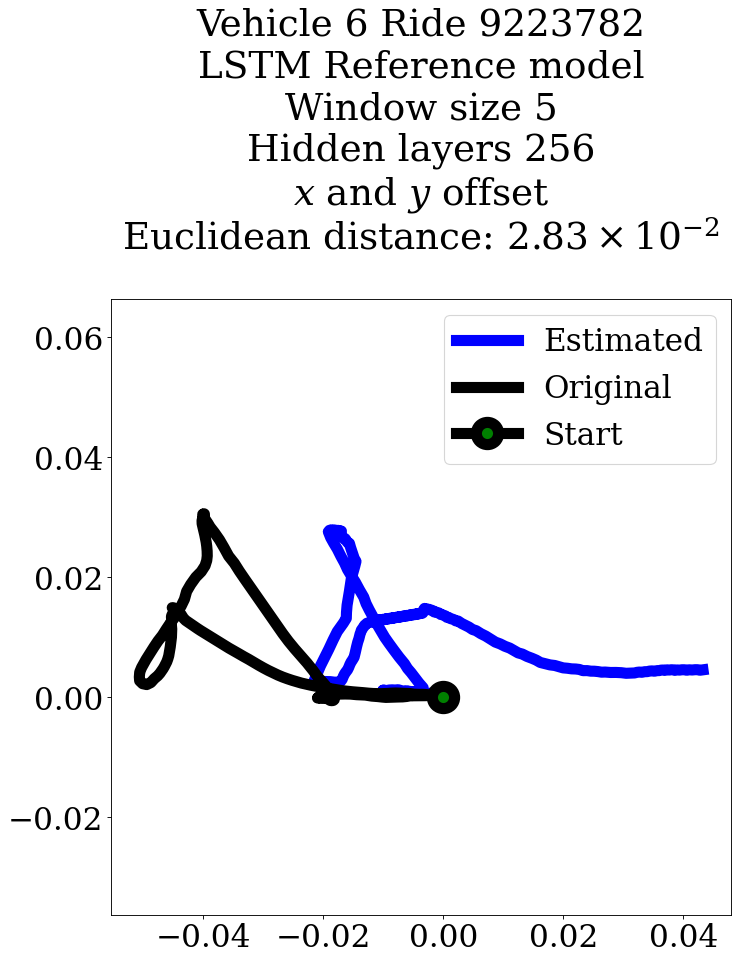 Vehicle 6 Ride 9223782
LSTM Reference model
Window size 5
Hidden layers 256
x and y offset
Euclidean distance: 2.83 × 10⁻²
Estimated
Original
Start
0.06
0.04
0.02
0.00
−0.02
−0.04 −0.02 0.00 0.02 0.04